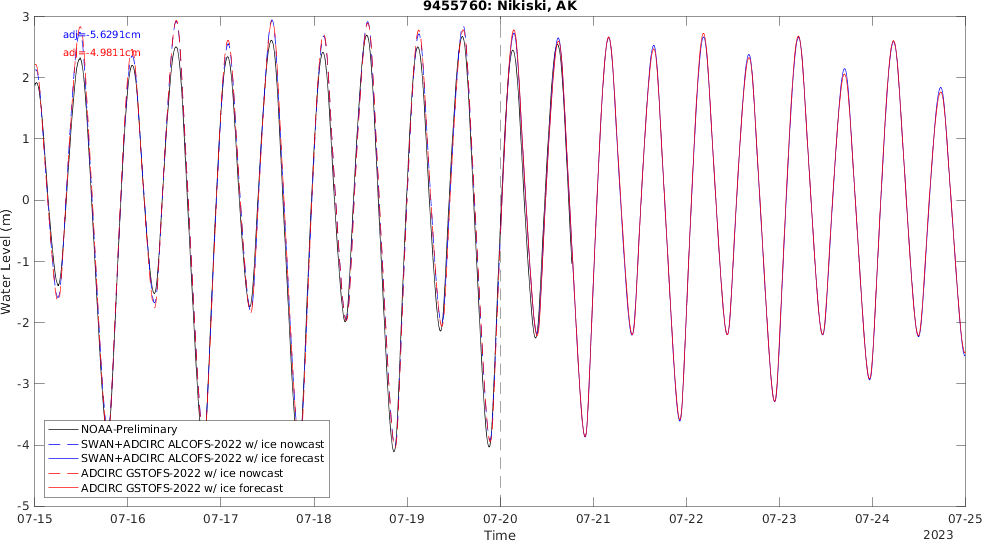 9455760: Nikiski, AK
adj=-5.6291cm
adj=-4.9811cm
Water Level (m)
3
2
1
0
-1
-2
-3
-4
-5
NOAA-Preliminary
SWAN+ADCIRC ALCOFS-2022 w/ ice nowcast
SWAN+ADCIRC ALCOFS-2022 w/ ice forecast
ADCIRC GSTOFS-2022 w/ ice nowcast
ADCIRC GSTOFS-2022 w/ ice forecast
07-15 07-16 07-17 07-18 07-19 07-20 07-21 07-22 07-23 07-24 07-25
Time
2023